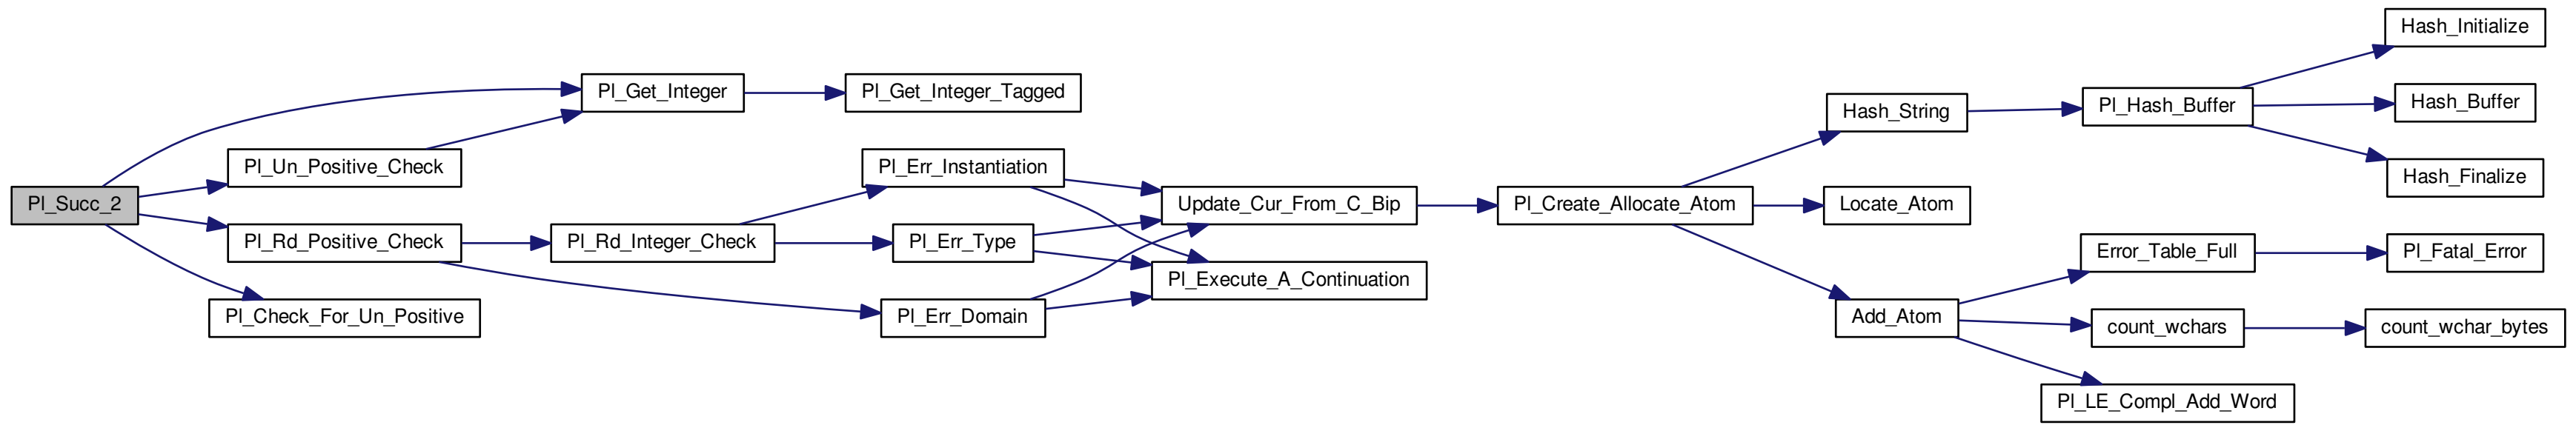 Pl_Succ_2
Pl_Get_Integer
Pl_Get_Integer_Tagged
Pl_Un_Positive_Check
Pl_Rd_Positive_Check
Pl_Check_For_Un_Positive
Pl_Rd_Integer_Check
Pl_Err_Instantiation
Pl_Err_Type
Pl_Err_Domain
Update_Cur_From_C_Bip
Pl_Execute_A_Continuation
Pl_Create_Allocate_Atom
Hash_String
Locate_Atom
Add_Atom
Pl_Hash_Buffer
Hash_Initialize
Hash_Buffer
Hash_Finalize
Error_Table_Full
Pl_Fatal_Error
count_wchars
count_wchar_bytes
Pl_LE_Compl_Add_Word